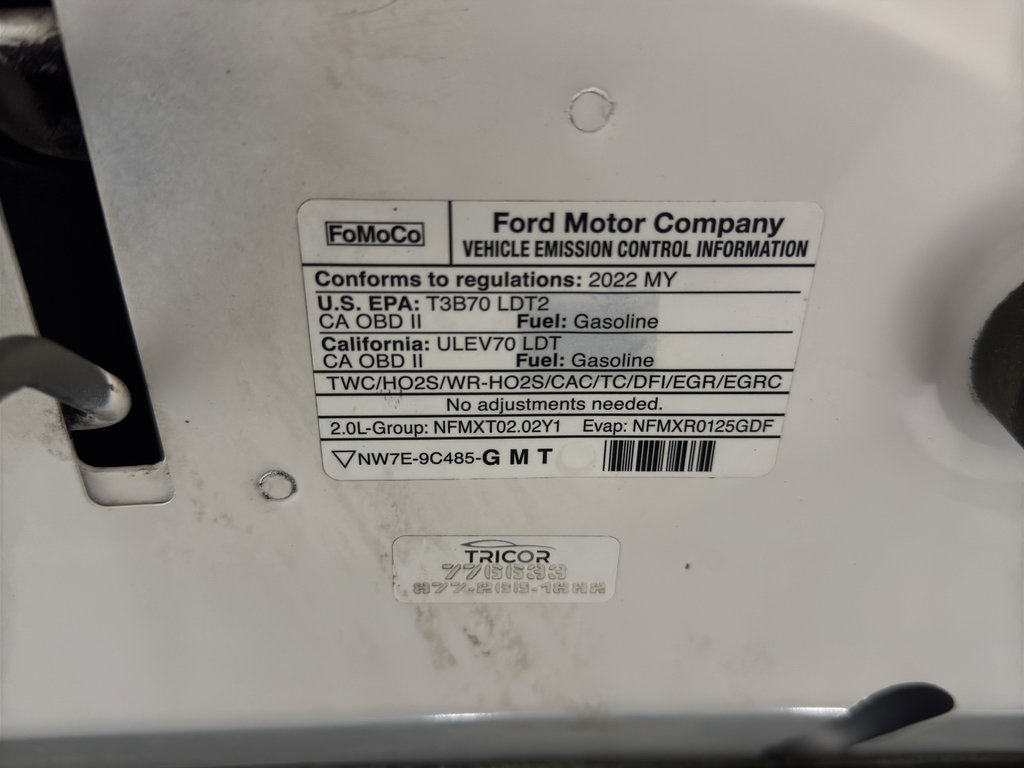 FoMoCo
Ford Motor Company
VEHICLE EMISSION CONTROL INFORMATION
Conforms to regulations: 2022 MY
U.S. EPA: T3B70 LDT2
CA OBD II Fuel: Gasoline
California: ULEV70 LDT
CA OBD II Fuel: Gasoline
TWC/HO2S/WR-HO2S/CAC/TC/DFI/EGR/EGRC
No adjustments needed.
2.0L-Group: NFMXT02.02Y1 Evap: NFMXR0125GDF
NW7E-9C485-G M T
TRICOR